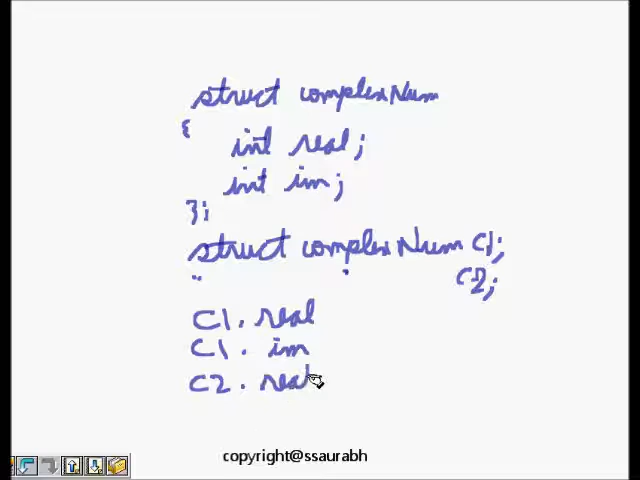 struct complexNum
{
int real;
int im;
};
struct complexNum C1;
" " C2;
C1. real
C1. im
C2. real
copyright@ssaurabh